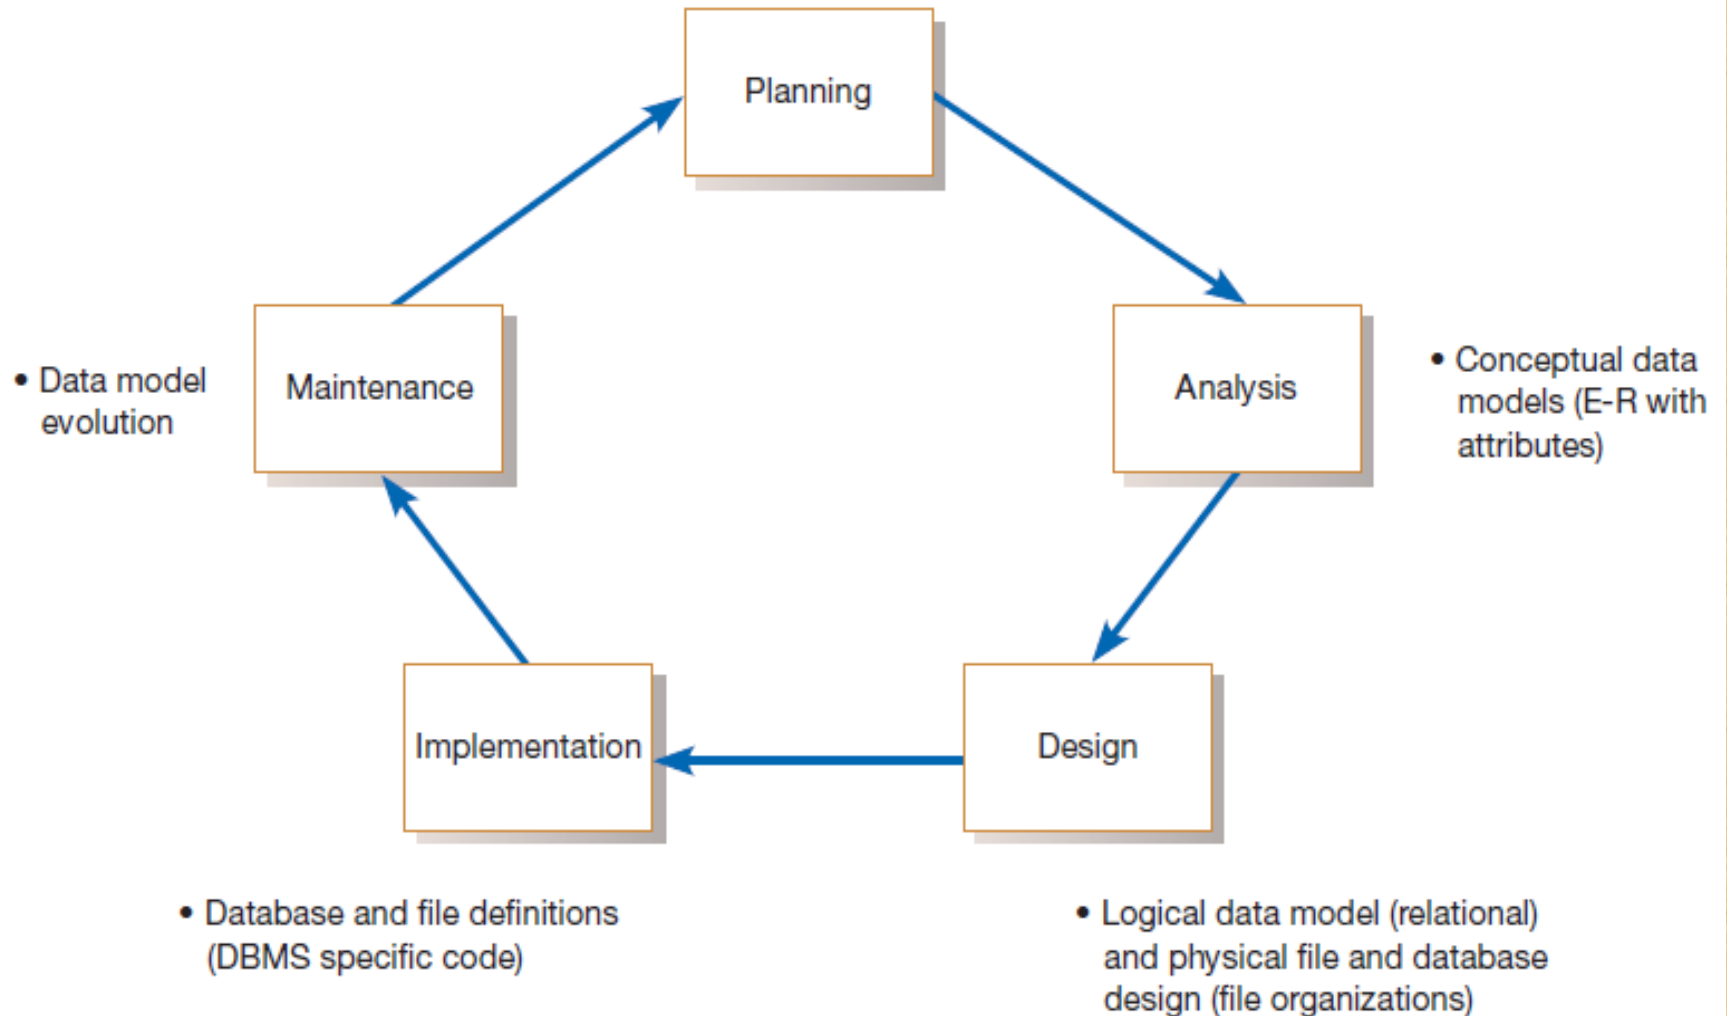 Planning
Maintenance
• Data model
evolution
Analysis
• Conceptual data
models (E-R with
attributes)
Implementation
Design
• Database and file definitions
(DBMS specific code)
• Logical data model (relational)
and physical file and database
design (file organizations)